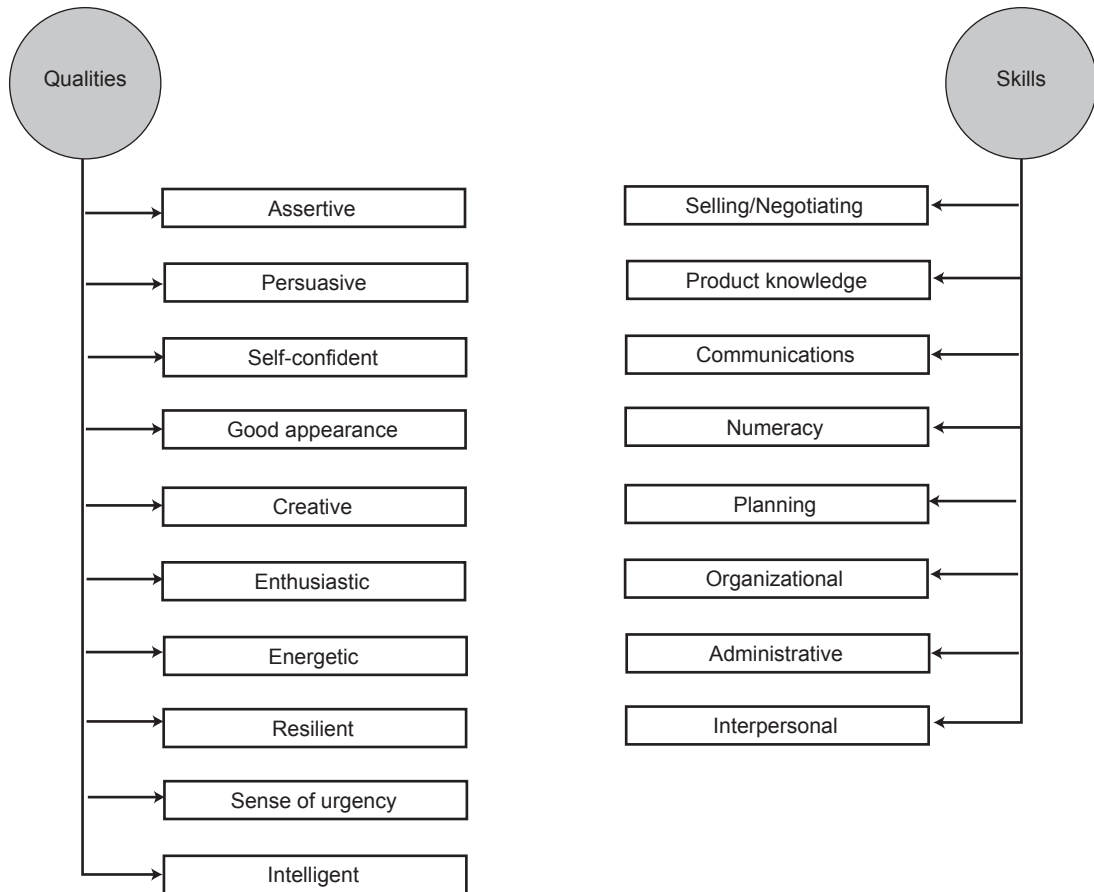 Qualities
Skills
Assertive
Persuasive
Self-confident
Good appearance
Creative
Enthusiastic
Energetic
Resilient
Sense of urgency
Intelligent
Selling/Negotiating
Product knowledge
Communications
Numeracy
Planning
Organizational
Administrative
Interpersonal